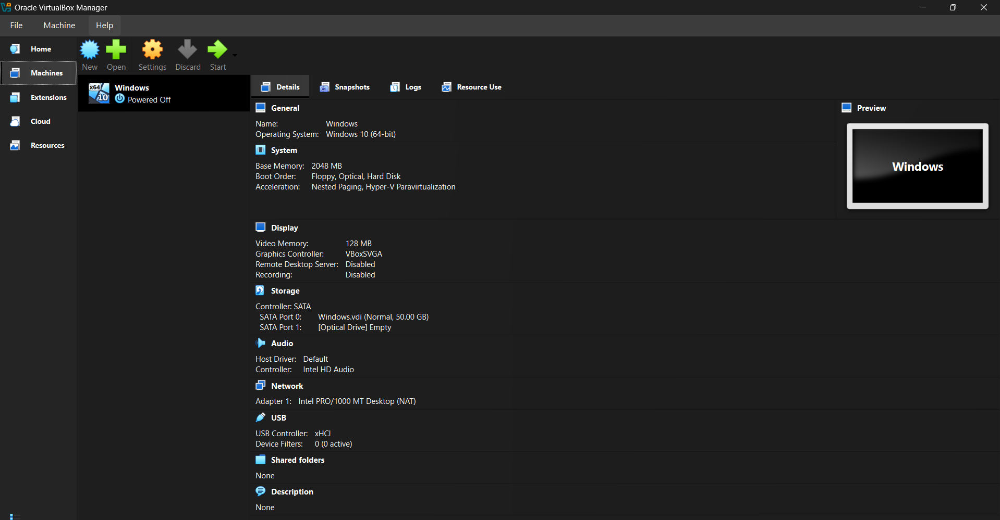 Oracle VirtualBox Manager
File Machine Help
Home
Machines
Extensions
Cloud
Resources
New Open Settings Discard Start
x64 10
Windows
Powered Off
Details Snapshots Logs Resource Use
General
Name: Windows
Operating System: Windows 10 (64-bit)
System
Base Memory: 2048 MB
Boot Order: Floppy, Optical, Hard Disk
Acceleration: Nested Paging, Hyper-V Paravirtualization
Preview
Windows
Display
Video Memory: 128 MB
Graphics Controller: VBoxSVGA
Remote Desktop Server: Disabled
Recording: Disabled
Storage
Controller: SATA
SATA Port 0: Windows.vdi (Normal, 50.00 GB)
SATA Port 1: [Optical Drive] Empty
Audio
Host Driver: Default
Controller: Intel HD Audio
Network
Adapter 1: Intel PRO/1000 MT Desktop (NAT)
USB
USB Controller: xHCI
Device Filters: 0 (0 active)
Shared folders
None
Description
None